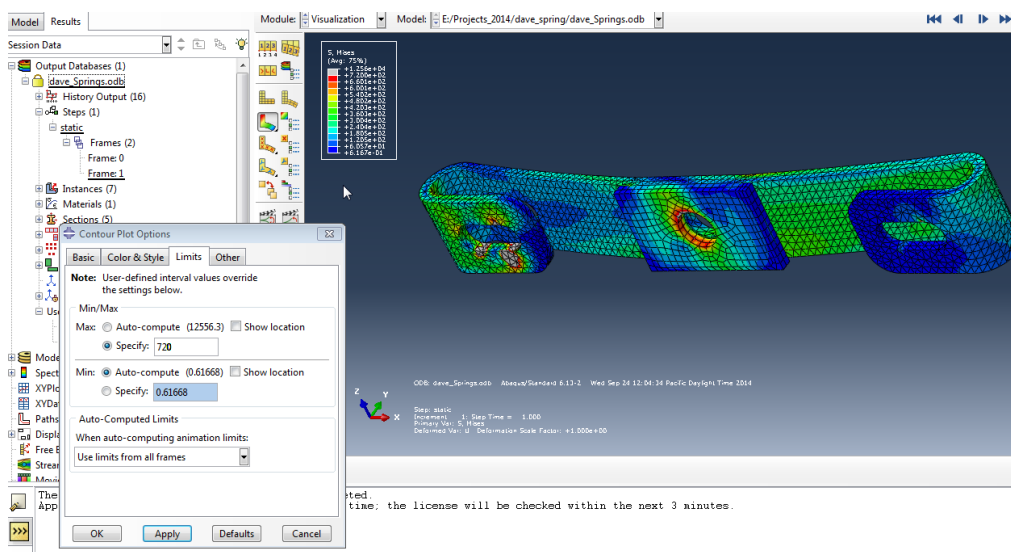 Module: Visualization Model: E:/Projects_2014/dave_spring/dave_Springs.odb
Model Results
Session Data
Output Databases (1)
dave_Springs.odb
History Output (16)
Steps (1)
static
Frames (2)
Frame: 0
Frame: 1
Instances (7)
Materials (1)
Sections (5)
S, Mises
(Avg: 75%)
+1.256e+04
+7.200e+02
+6.601e+02
+6.001e+02
+5.402e+02
+4.802e+02
+4.203e+02
+3.603e+02
+3.004e+02
+2.404e+02
+1.805e+02
+1.205e+02
+6.057e+01
+6.167e-01
Contour Plot Options
Basic Color & Style Limits Other
Note: User-defined interval values override
the settings below.
Min/Max
Max: Auto-compute (12556.3) Show location
Specify: 720
Min: Auto-compute (0.61668) Show location
Specify: 0.61668
Auto-Computed Limits
When auto-computing animation limits:
Use limits from all frames
OK Apply Defaults Cancel
Us
Mode
Spect
XYPlo
XYDa
Paths
Displa
Free B
Strear
Movi
ODB: dave_Springs.odb Abaqus/Standard 6.13-2 Wed Sep 24 12:04:34 Pacific Daylight Time 2014
Step: static
Increment 1: Step Time = 1.000
Primary Var: S, Mises
Deformed Var: U Deformation Scale Factor: +1.000e+00
Z Y X
The eted.
App time; the license will be checked within the next 3 minutes.
>>>